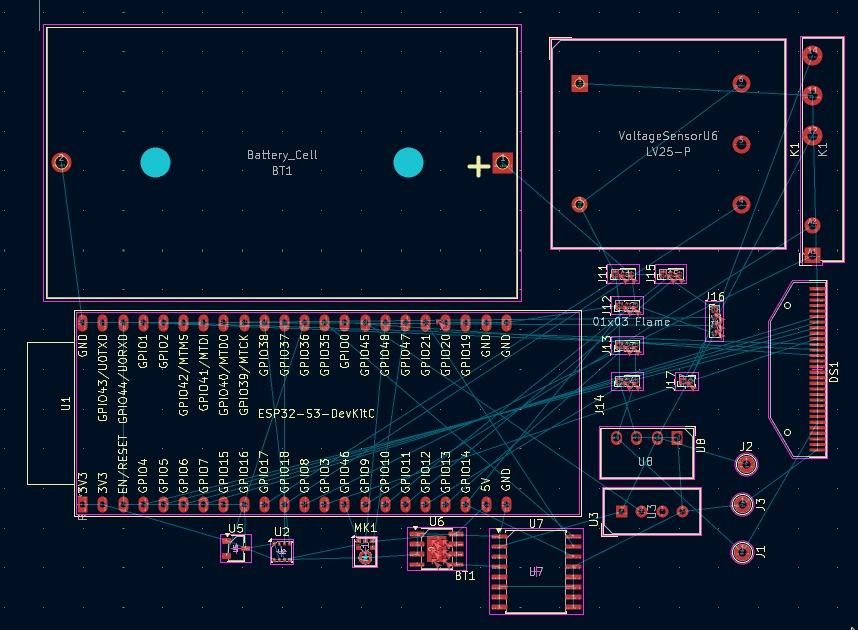 Battery_Cell
BT1
+
VoltageSensorU6
LV25-P
K1
K1
J11
J15
J12
J16
01x03 Flame
J13
J14
J17
DS1
GND
GPIO43/U0TXD
GPIO44/U0RXD
GPIO1
GPIO2
GPIO42/MTMS
GPIO41/MTDI
GPIO40/MTDO
GPIO39/MTCK
GPIO38
GPIO37
GPIO36
GPIO35
GPIO0
GPIO45
GPIO48
GPIO47
GPIO21
GPIO20
GPIO19
GND
GND
U1
ESP32-S3-DevKitC
3V3
3V3
EN/RESET
GPIO4
GPIO5
GPIO6
GPIO7
GPIO15
GPIO16
GPIO17
GPIO18
GPIO8
GPIO3
GPIO46
GPIO9
GPIO10
GPIO11
GPIO12
GPIO13
GPIO14
5V
GND
U8
U8
J2
U3
U3
J3
J1
U5
U2
MK1
U6
BT1
U7
U7